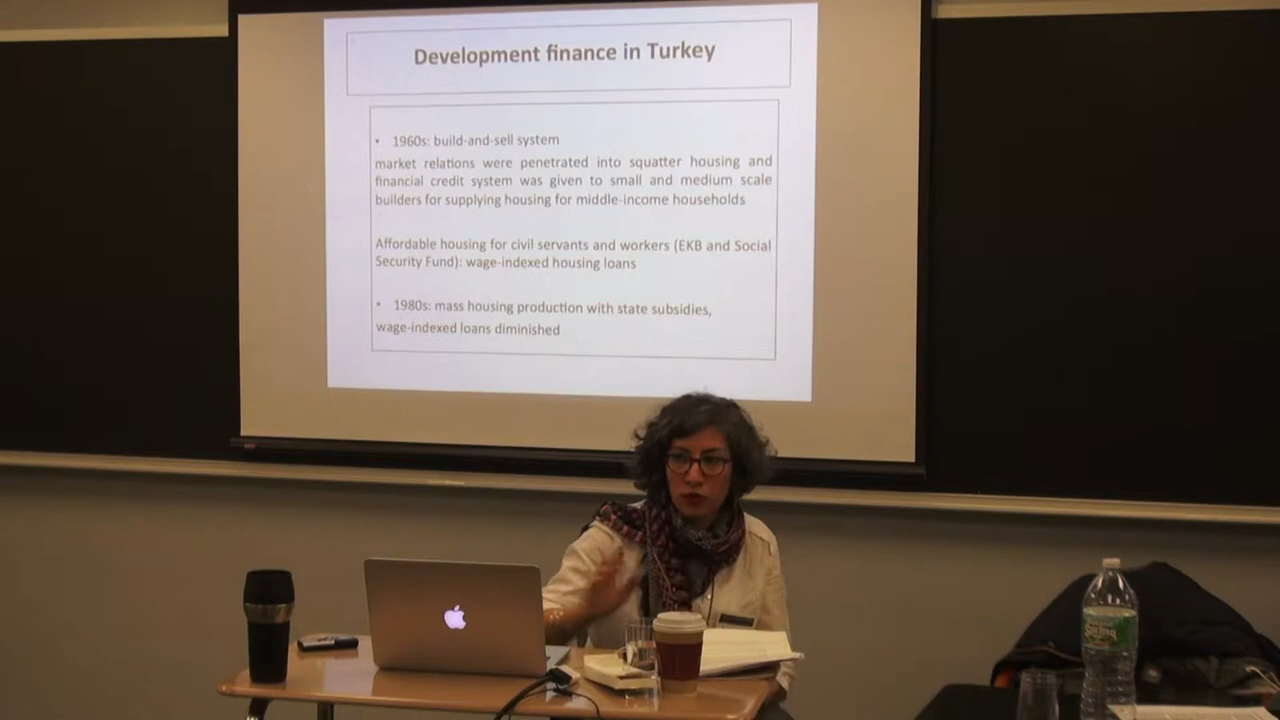 Development finance in Turkey
• 1960s: build-and-sell system
market relations were penetrated into squatter housing and
financial credit system was given to small and medium scale
builders for supplying housing for middle-income households
Affordable housing for civil servants and workers (EKB and Social
Security Fund): wage-indexed housing loans
• 1980s: mass housing production with state subsidies,
wage-indexed loans diminished
Spring